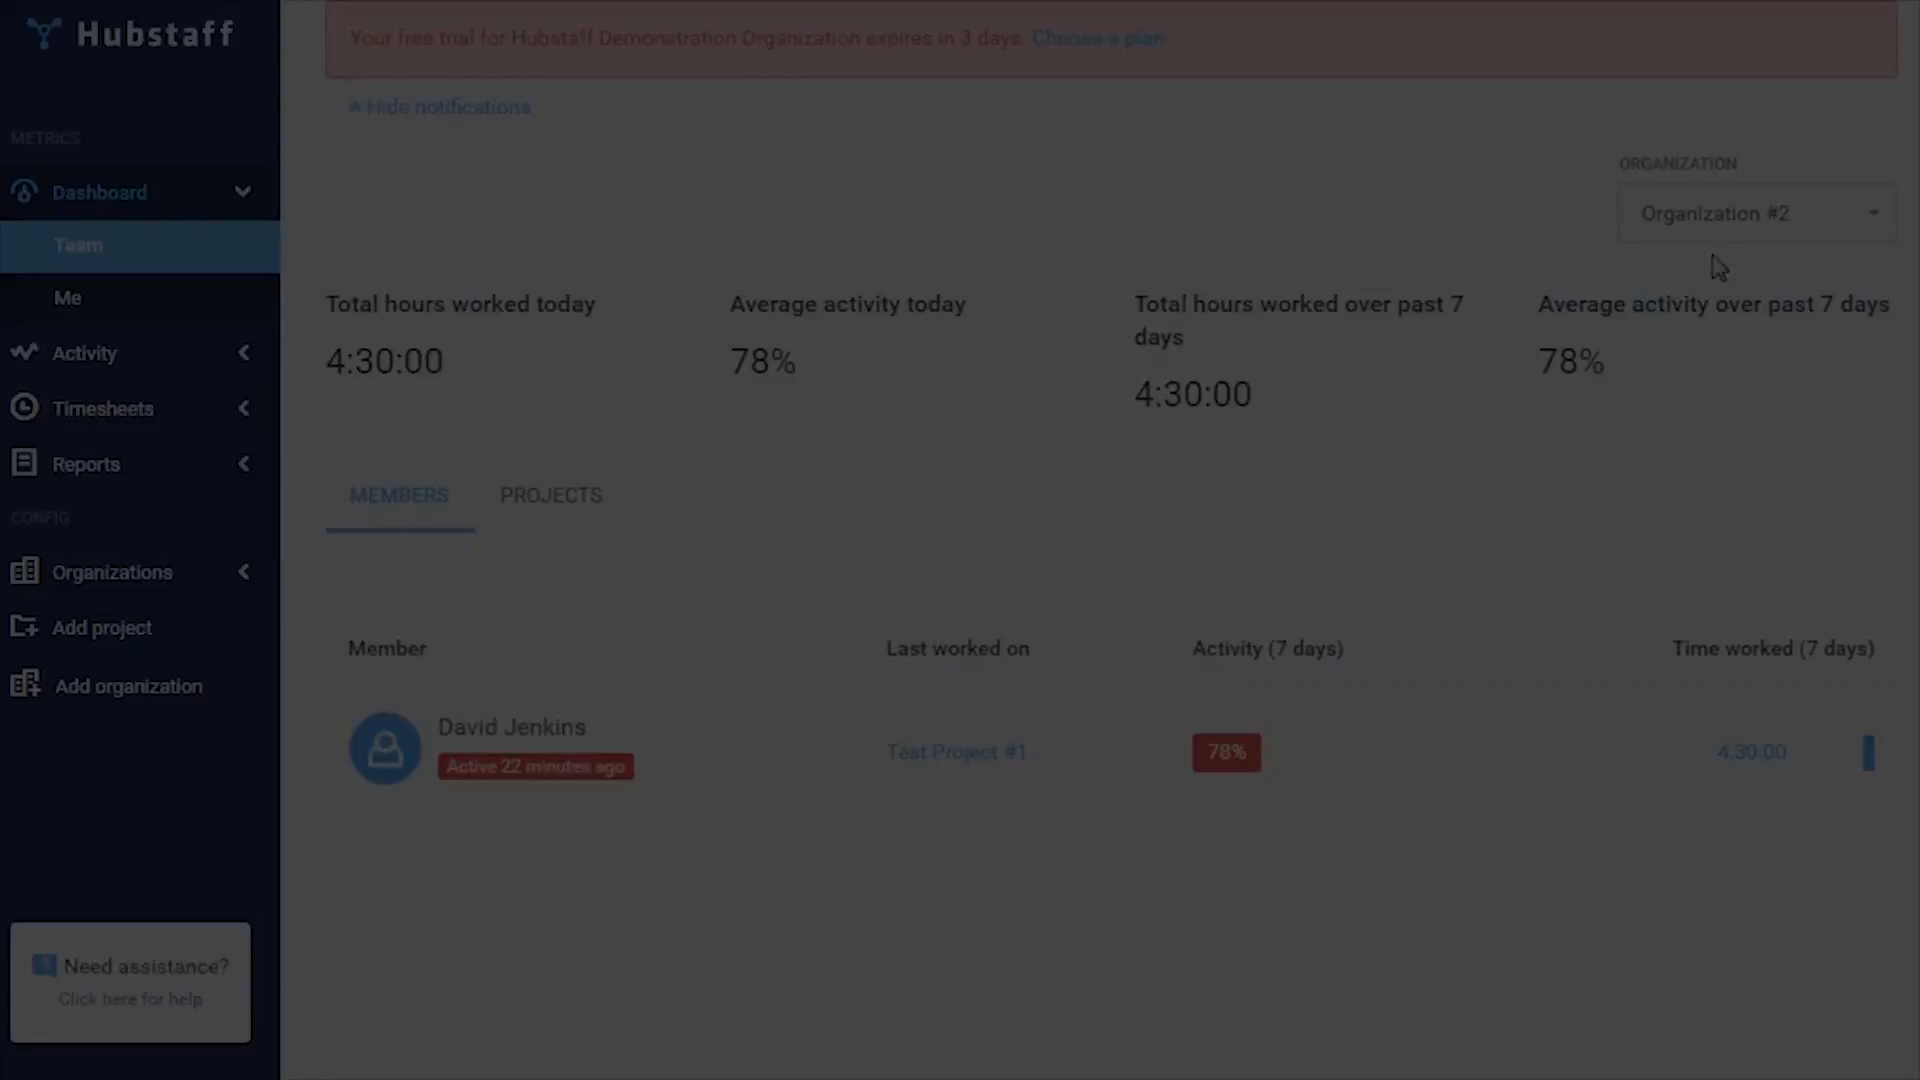 Hubstaff
Your free trial for Hubstaff Demonstration Organization expires in 3 days. Choose a plan
Hide notifications
METRICS
Dashboard
Team
Me
Activity
Timesheets
Reports
CONFIG
Organizations
Add project
Add organization
Need assistance?
Click here for help
ORGANIZATION
Organization #2
Total hours worked today
4:30:00
Average activity today
78%
Total hours worked over past 7
days
4:30:00
Average activity over past 7 days
78%
MEMBERS PROJECTS
Member Last worked on Activity (7 days) Time worked (7 days)
David Jenkins
Active 22 minutes ago
Test Project #1
78%
4:30:00